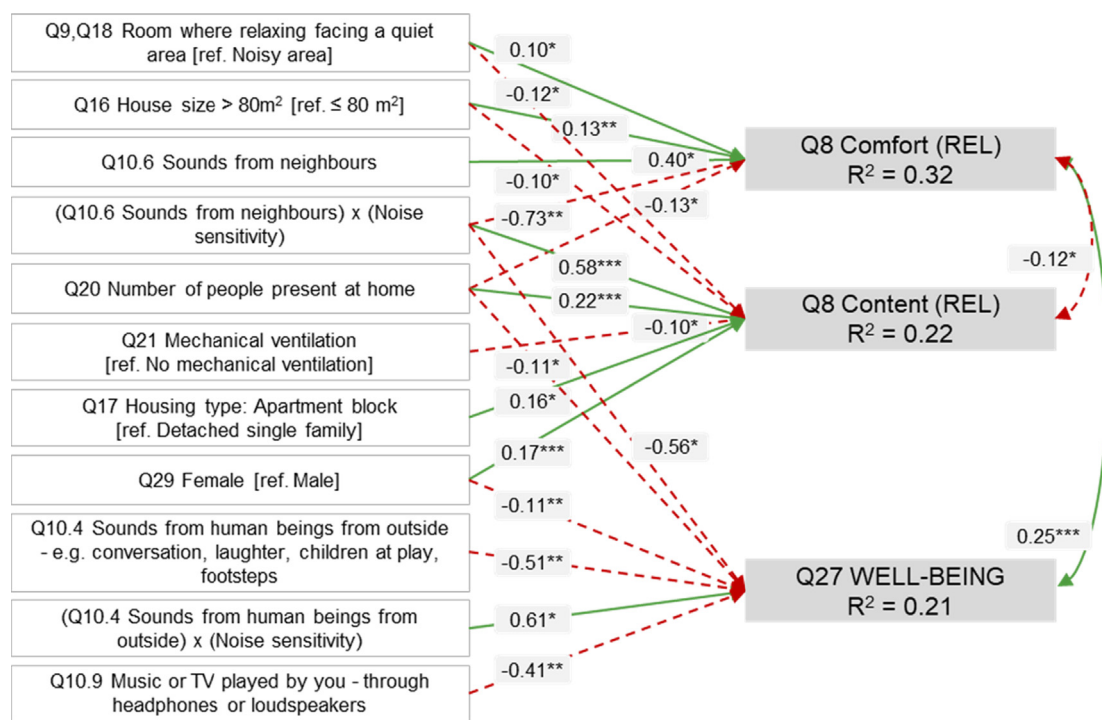 Q9,Q18 Room where relaxing facing a quiet
area [ref. Noisy area]
Q16 House size > 80m² [ref. ≤ 80 m²]
Q10.6 Sounds from neighbours
(Q10.6 Sounds from neighbours) x (Noise
sensitivity)
Q20 Number of people present at home
Q21 Mechanical ventilation
[ref. No mechanical ventilation]
Q17 Housing type: Apartment block
[ref. Detached single family]
Q29 Female [ref. Male]
Q10.4 Sounds from human beings from outside
- e.g. conversation, laughter, children at play,
footsteps
(Q10.4 Sounds from human beings from
outside) x (Noise sensitivity)
Q10.9 Music or TV played by you - through
headphones or loudspeakers
0.10*
-0.12*
0.13**
0.40*
-0.10*
-0.13*
-0.73**
0.58***
0.22***
-0.10*
-0.11*
0.16*
0.17***
-0.56*
-0.11**
-0.51**
0.61*
-0.41**
Q8 Comfort (REL)
R² = 0.32
-0.12*
Q8 Content (REL)
R² = 0.22
0.25***
Q27 WELL-BEING
R² = 0.21